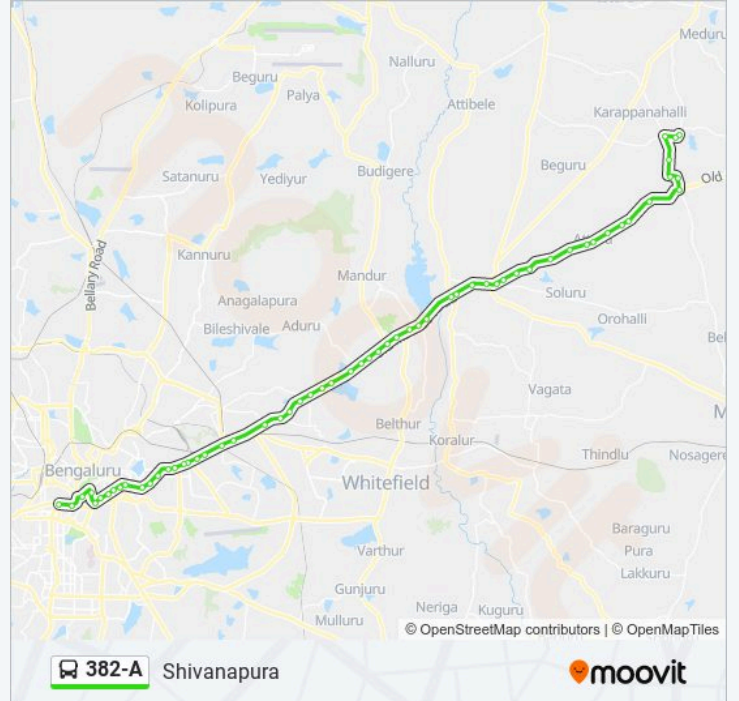 Meduru
Nalluru
Beguru
Palya
Attibele
Kolipura
Karappanahalli
Satanuru
Yediyur
Budigere
Beguru
Old
Bellary Road
Kannuru
Mandur
Anagalapura
Soluru
Bileshivale
Aduru
Orohalli
Bel
Vagata
M
Belthur
Koralur
Bengaluru
Thindlu
Nosagere
Whitefield
Baraguru
Varthur
Pura
Lakkuru
Gunjuru
Neriga
Kuguru
Mulluru
© OpenStreetMap contributors | © OpenMapTiles
382-A Shivanapura
moovit